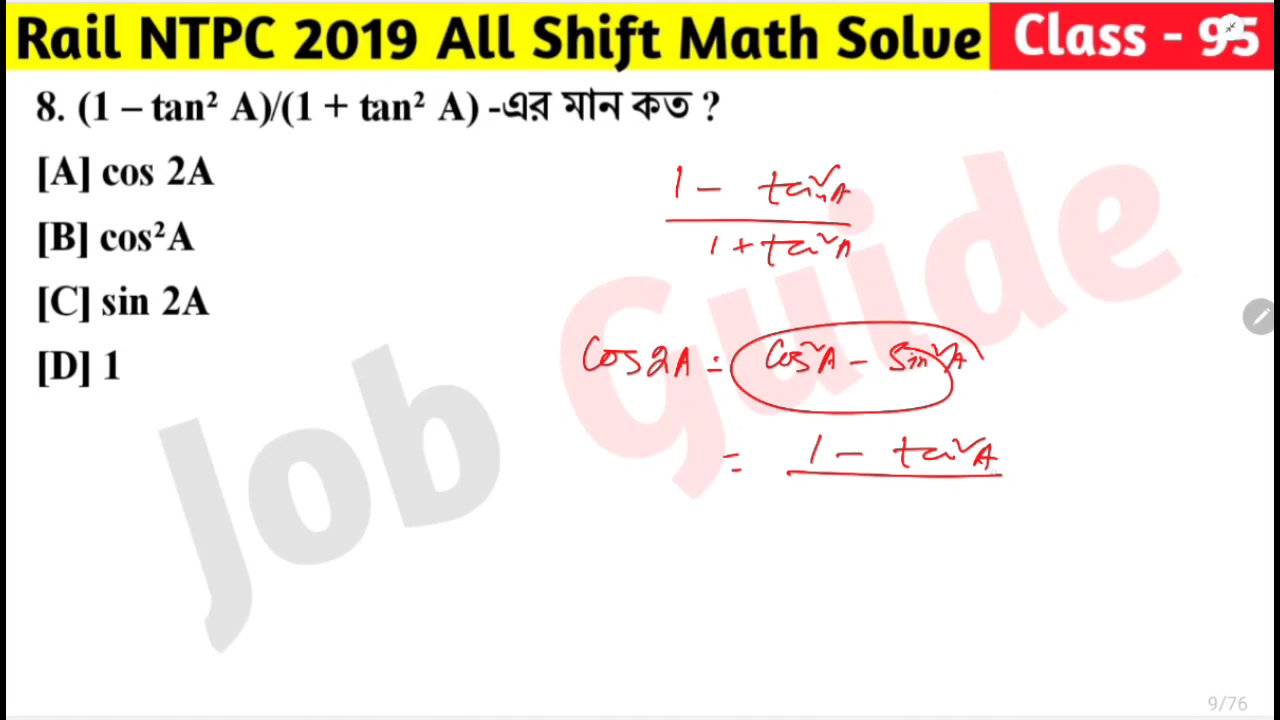 Rail NTPC 2019 All Shift Math Solve Class - 95
8. (1 – tan² A)/(1 + tan² A) -এর মান কত ?
[A] cos 2A
[B] cos²A
[C] sin 2A
[D] 1
1 - tan²A
1 + tan²A
Cos2A = Cos²A - Sin²A
= 1 - tan²A
Job Guide
9/76